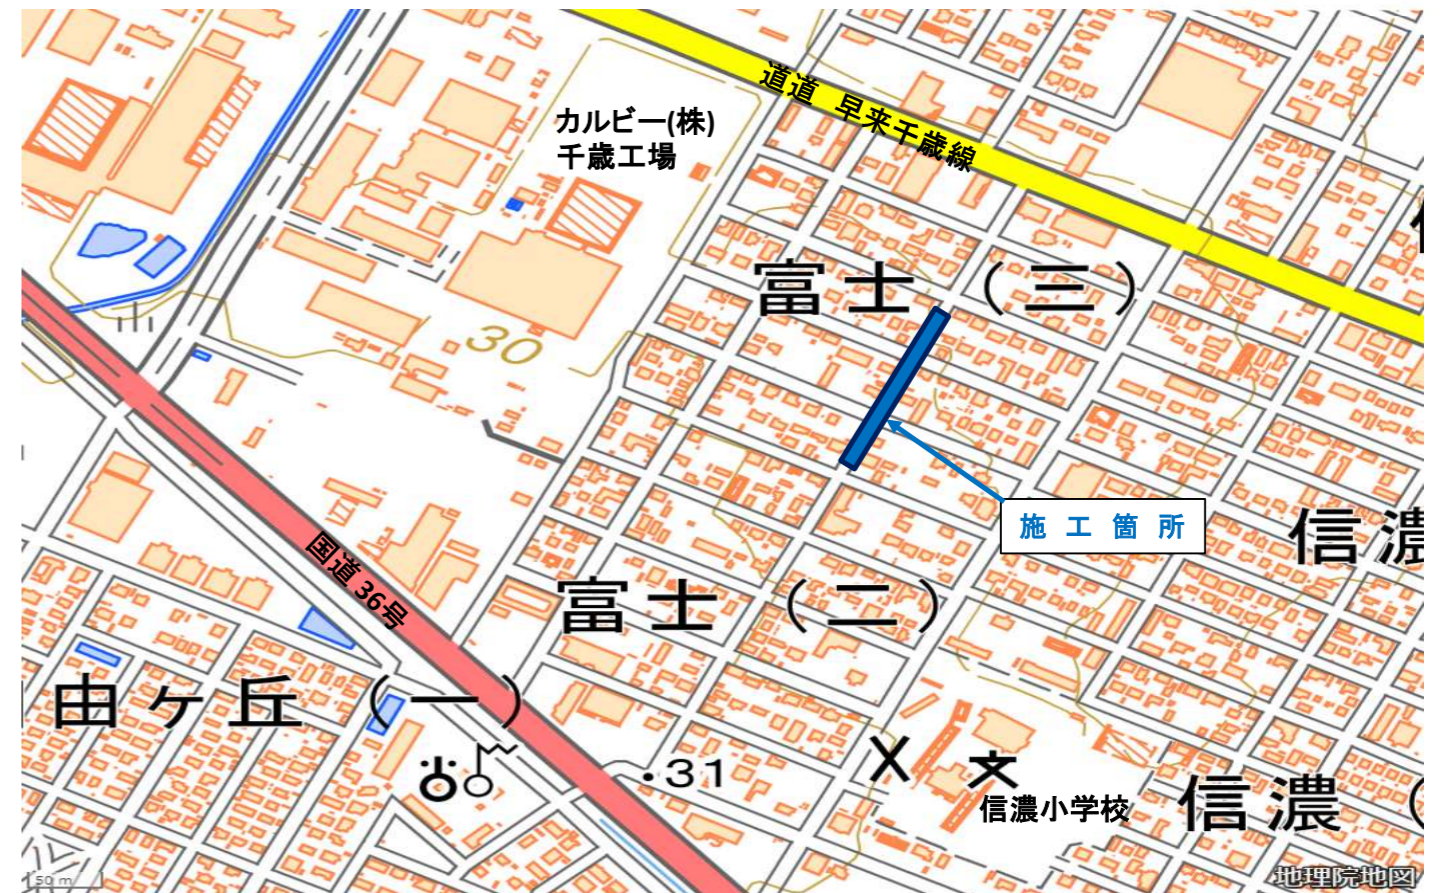 道道 早来千歳線
カルビー(株)
千歳工場
富士（三）
30
施工箇所
信濃
国道36号
富士（二）
由ヶ丘（一）
・31
信濃小学校
信濃（
50 m
地理院地図